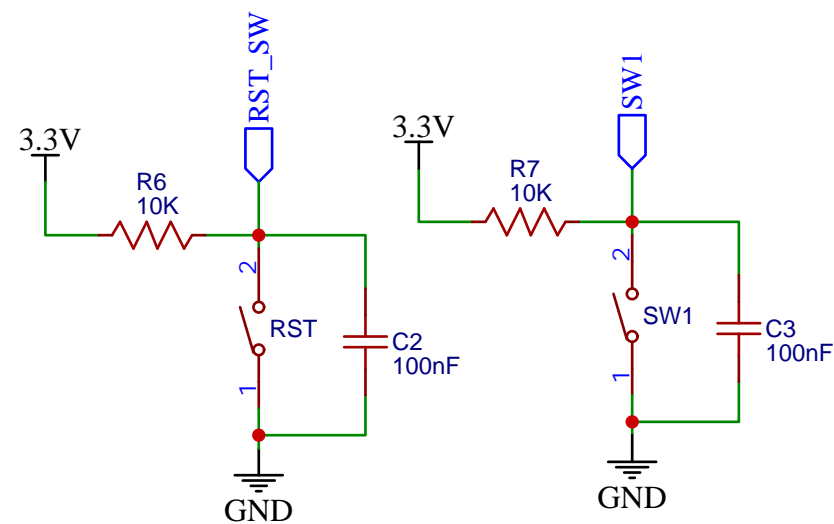 RST_SW
3.3V
R6
10K
2
RST
1
C2
100nF
GND
SW1
3.3V
R7
10K
2
SW1
1
C3
100nF
GND